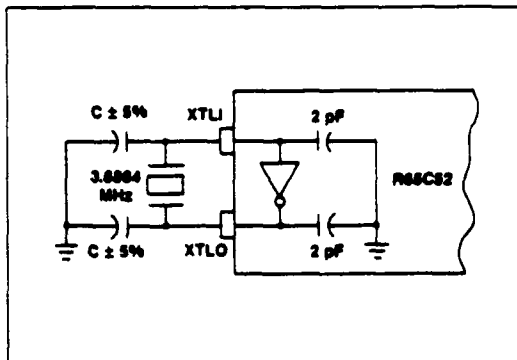 C ± 5%
XTLI
2 pF
3.6864
MHz
R65C52
C ± 5%
XTLO
2 pF